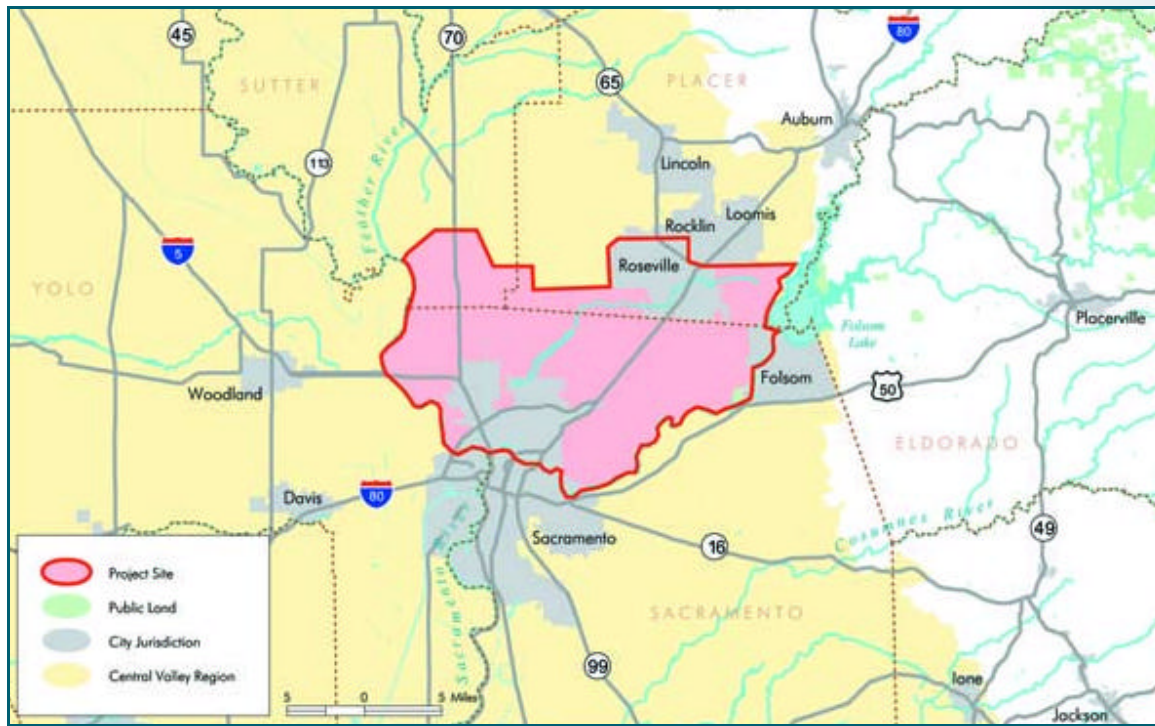 45
70
80
SUTTER
65
PLACER
Auburn
113
Feather River
Lincoln
Loomis
Rocklin
5
Roseville
YOLO
Placerville
Folsom
Lake
Woodland
Folsom
50
ELDORADO
Davis
80
Cosumnes River
49
Sacramento
16
Project Site
Public Land
City Jurisdiction
Central Valley Region
Sacramento River
SACRAMENTO
99
Ione
Jackson
5 0 5 Miles